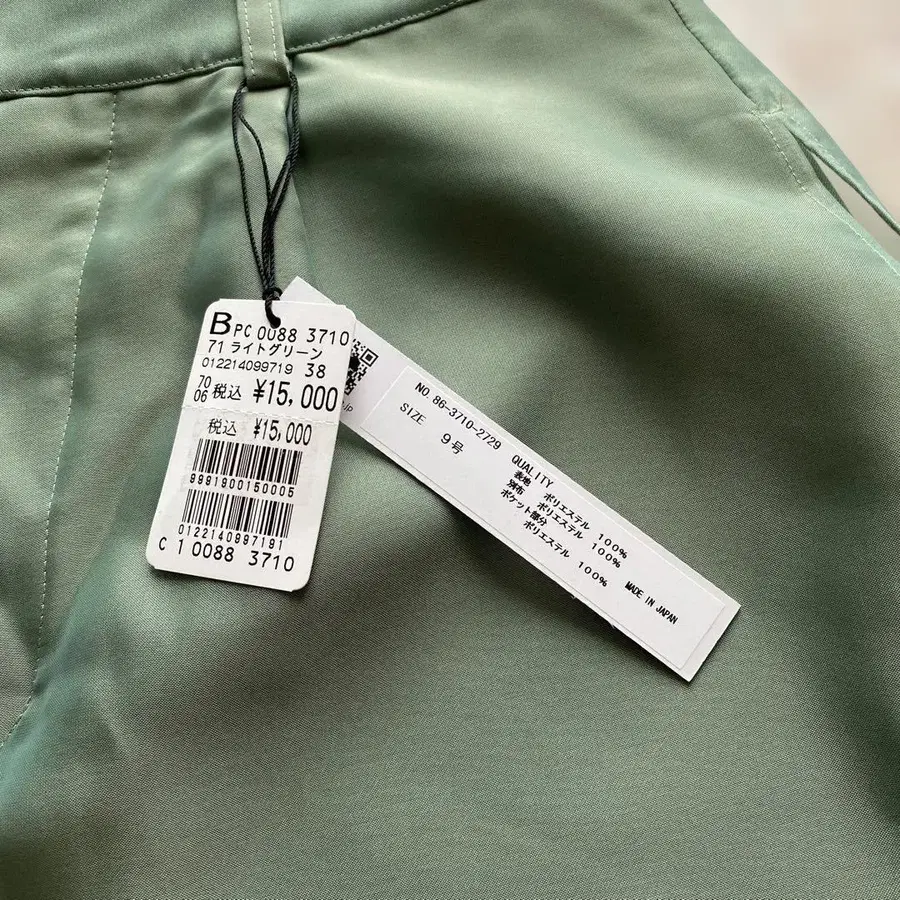 B PC 0088 3710
71 ライトグリーン
012214099719 38
7006 税込 ¥15,000
税込 ¥15,000
9991900150005
0122140997191
C 1 0088 3710
NO. 86-3710-2729
SIZE 9号
QUALITY
表地 ポリエステル 100%
別布 ポリエステル 100%
ポケット部分
ポリエステル 100%
MADE IN JAPAN